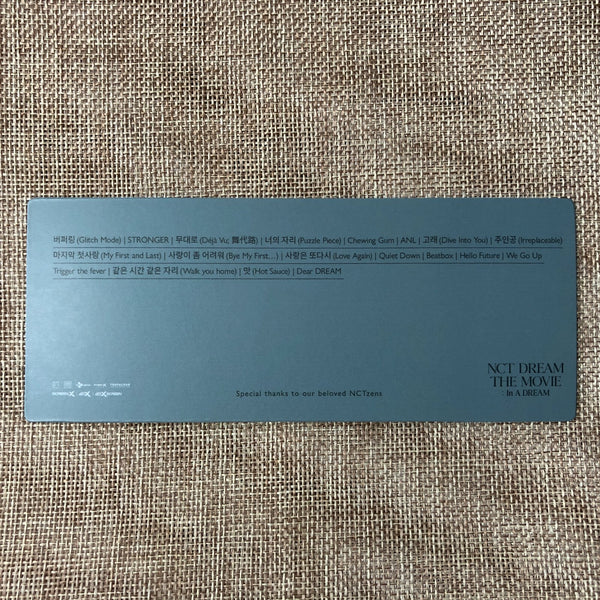 버퍼링 (Glitch Mode) | STRONGER | 무대로 (Déjà Vu; 舞代路) | 너의 자리 (Puzzle Piece) | Chewing Gum | ANL | 고래 (Dive Into You) | 주인공 (Irreplaceable)
마지막 첫사랑 (My First and Last) | 사랑이 좀 어려워 (Bye My First...) | 사랑은 또다시 (Love Again) | Quiet Down | Beatbox | Hello Future | We Go Up
Trigger the fever | 같은 시간 같은 자리 (Walk you home) | 맛 (Hot Sauce) | Dear DREAM
NCT DREAM
THE MOVIE
: In A DREAM
SCREENX 4DX 4DXSCREEN
Special thanks to our beloved NCTzens